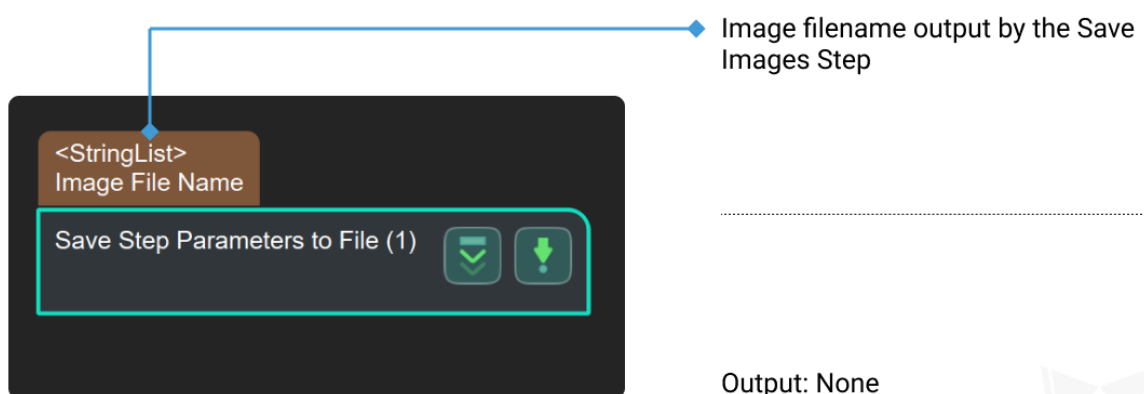 Image filename output by the Save
Images Step
<StringList>
Image File Name
Save Step Parameters to File (1)
Output: None